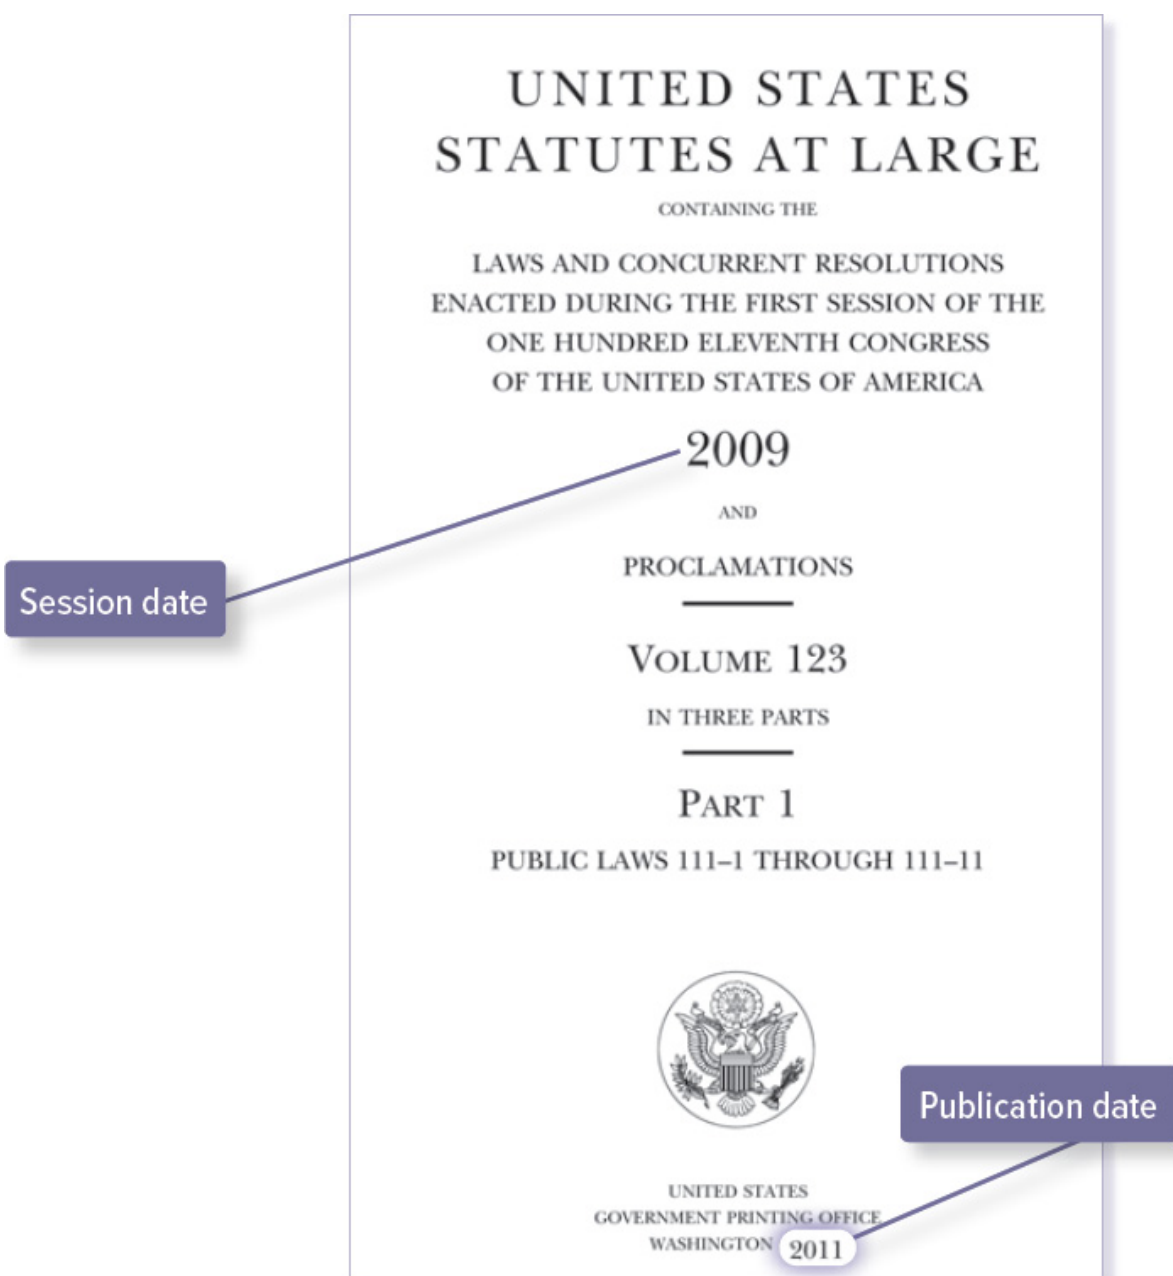 UNITED STATES
STATUTES AT LARGE
CONTAINING THE
LAWS AND CONCURRENT RESOLUTIONS
ENACTED DURING THE FIRST SESSION OF THE
ONE HUNDRED ELEVENTH CONGRESS
OF THE UNITED STATES OF AMERICA
2009
AND
PROCLAMATIONS
Session date
VOLUME 123
IN THREE PARTS
PART 1
PUBLIC LAWS 111–1 THROUGH 111–11
Publication date
UNITED STATES
GOVERNMENT PRINTING OFFICE
WASHINGTON 2011